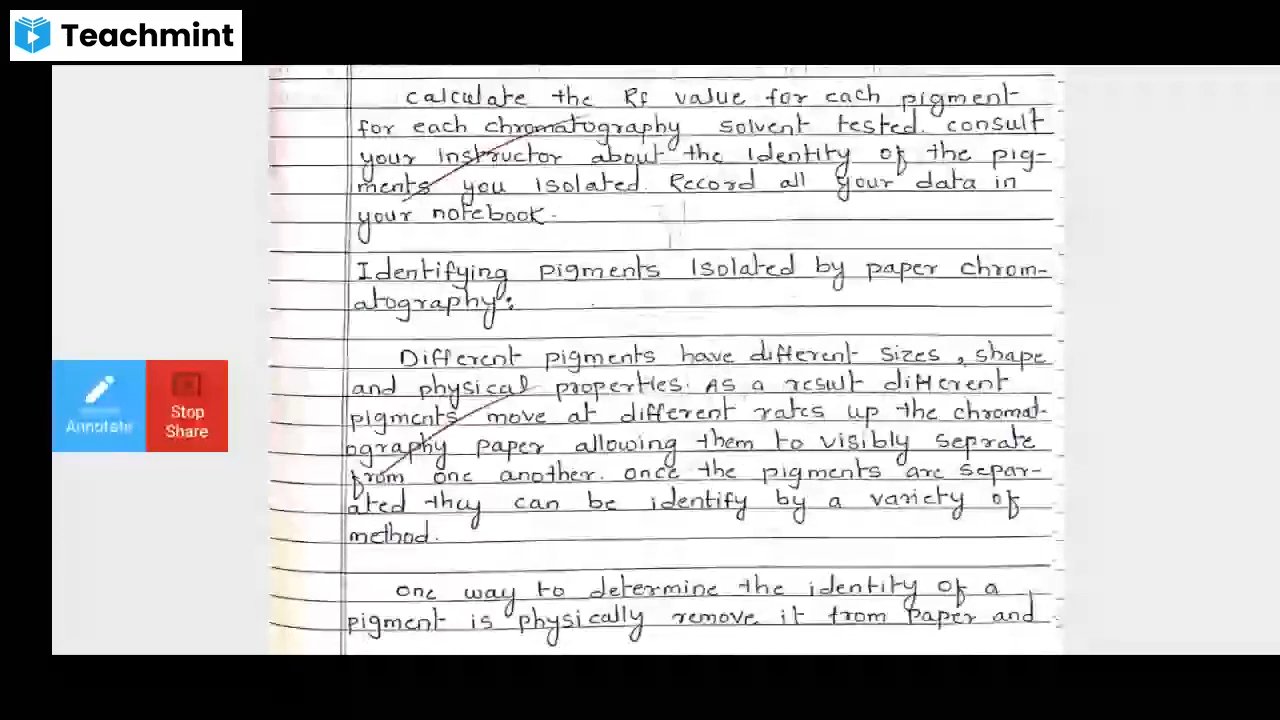 Teachmint
Calculate the Rf value for each pigment
for each chromatography solvent tested. consult
your instructor about the identity of the pig-
ments you isolated. Record all your data in
your notebook.
Identifying pigments Isolated by paper chrom-
atography:
Different pigments have different sizes, shape
and physical properties. As a result different
pigments move at different rates up the chromat-
ography paper allowing them to visibly seprate
from one another. once the pigments are separ-
ated they can be identify by a variety of
method.
One way to determine the identity of a
pigment is physically remove it from paper and
Annotate
Stop
Share